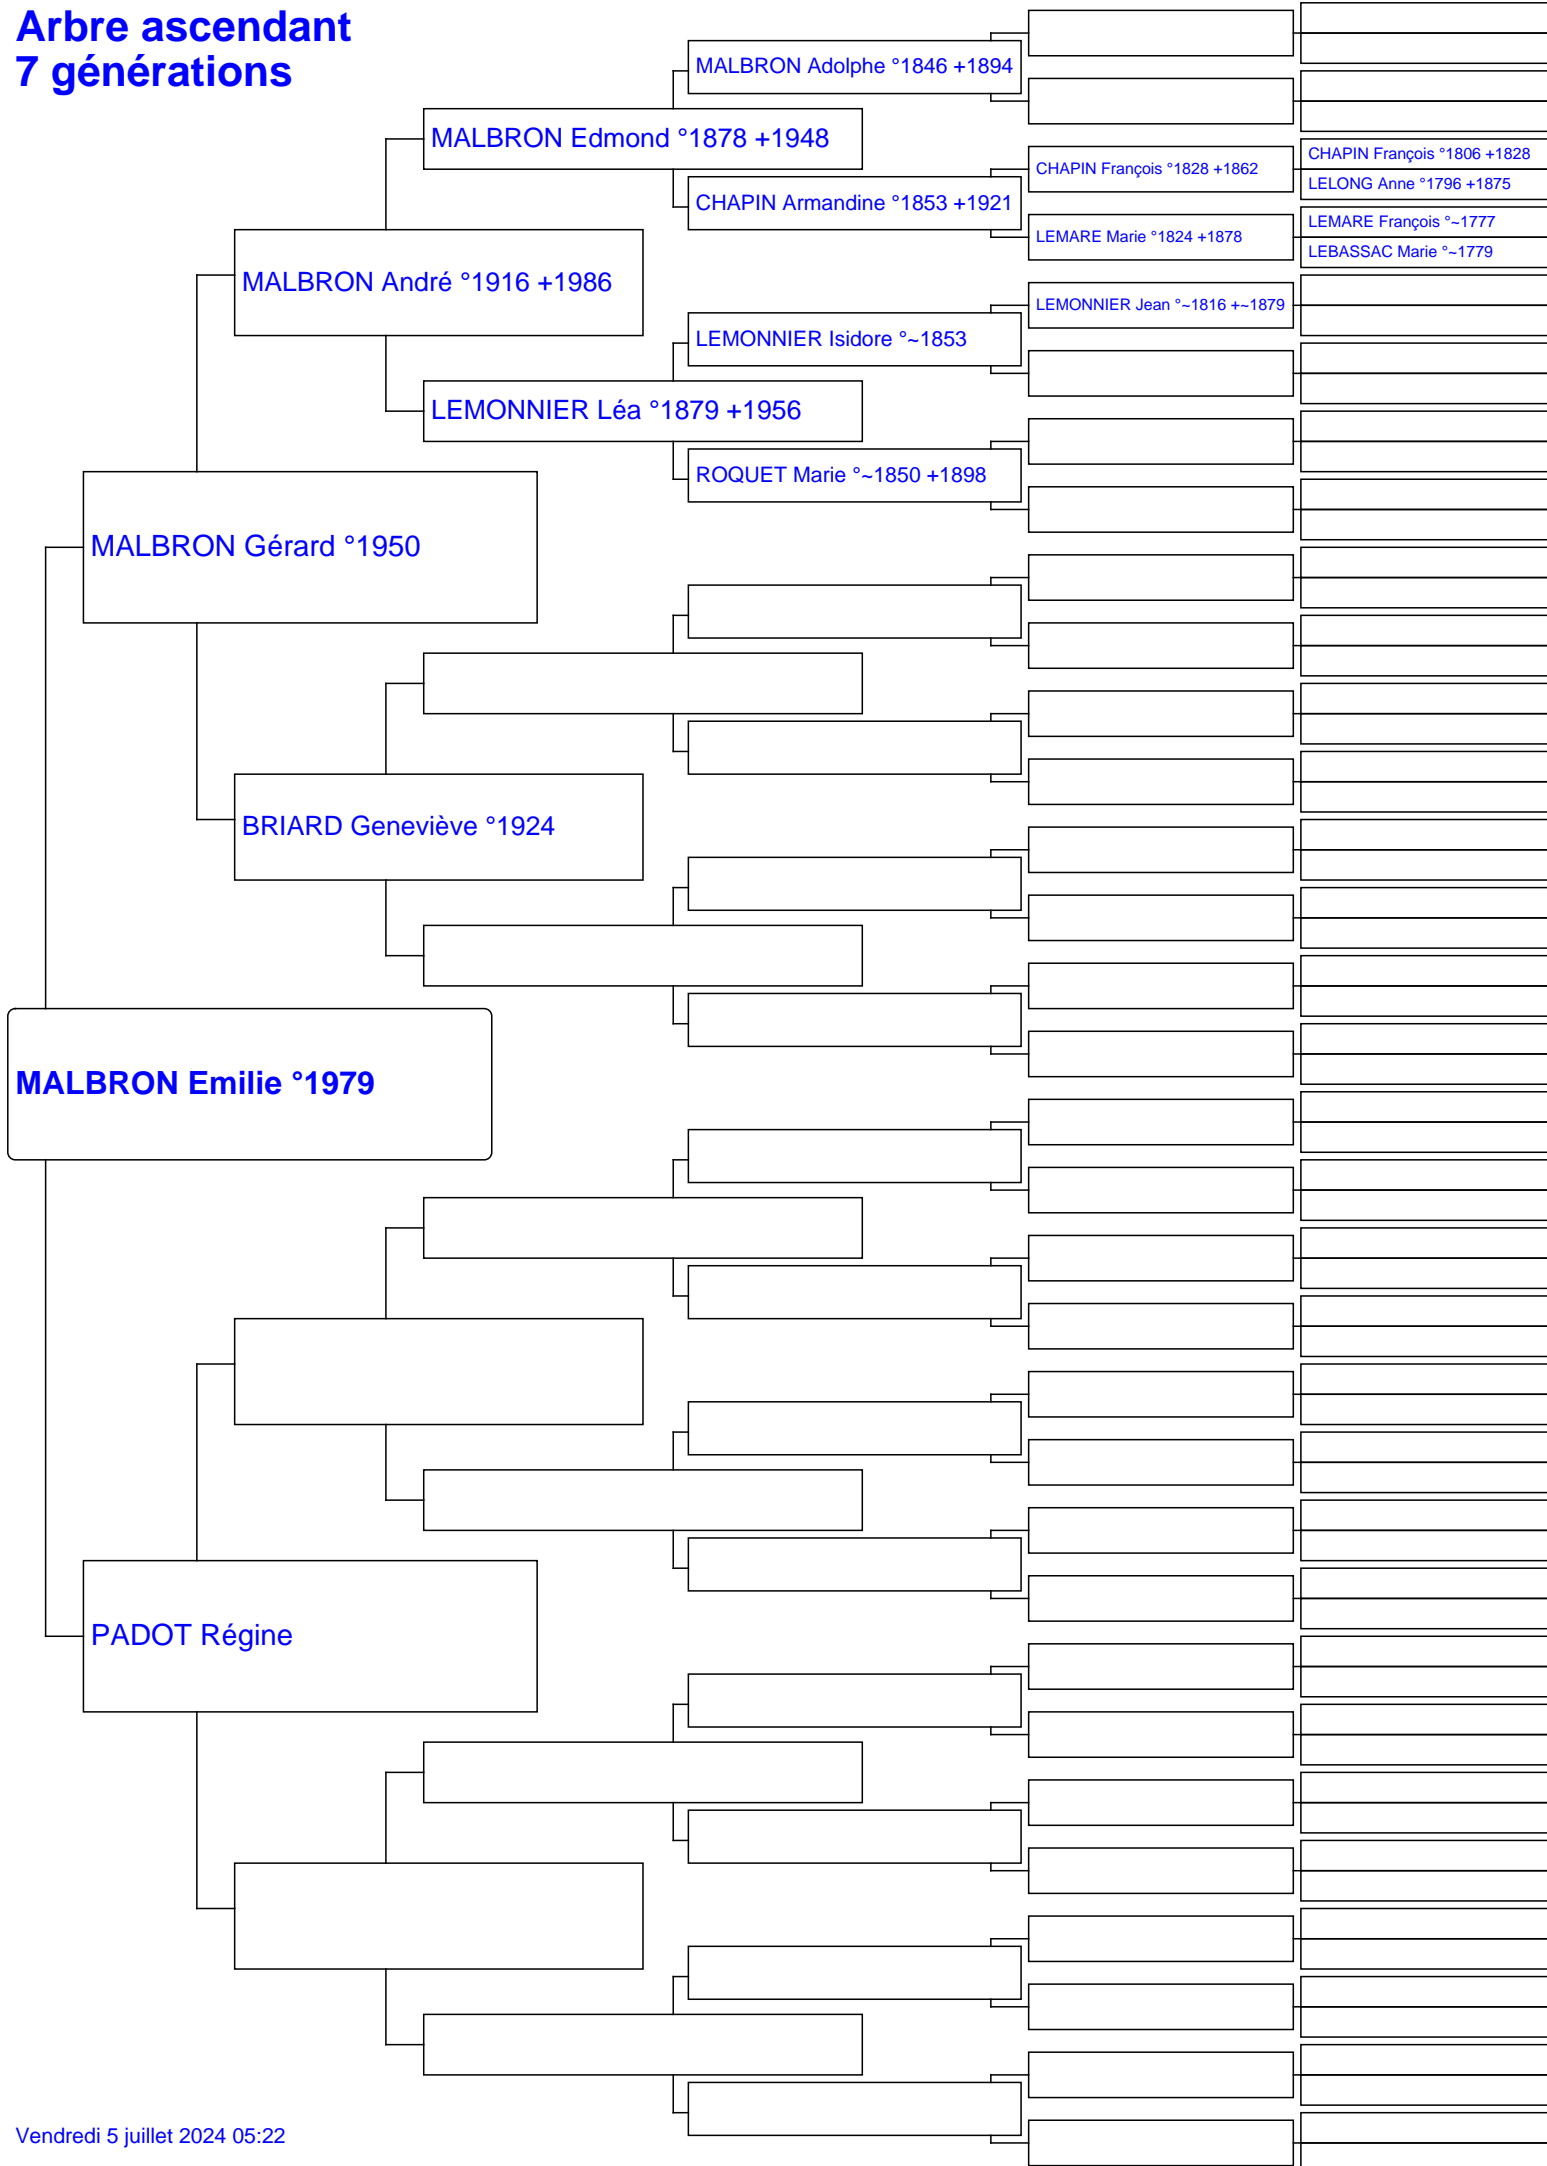 Arbre ascendant
7 générations
MALBRON Adolphe °1846 +1894
MALBRON Edmond °1878 +1948
CHAPIN François °1828 +1862
CHAPIN François °1806 +1828
LELONG Anne °1796 +1875
CHAPIN Armandine °1853 +1921
LEMARE Marie °1824 +1878
LEMARE François °~1777
LEBASSAC Marie °~1779
MALBRON André °1916 +1986
LEMONNIER Jean °~1816 +~1879
LEMONNIER Isidore °~1853
LEMONNIER Léa °1879 +1956
ROQUET Marie °~1850 +1898
MALBRON Gérard °1950
BRIARD Geneviève °1924
MALBRON Emilie °1979
PADOT Régine
Vendredi 5 juillet 2024 05:22